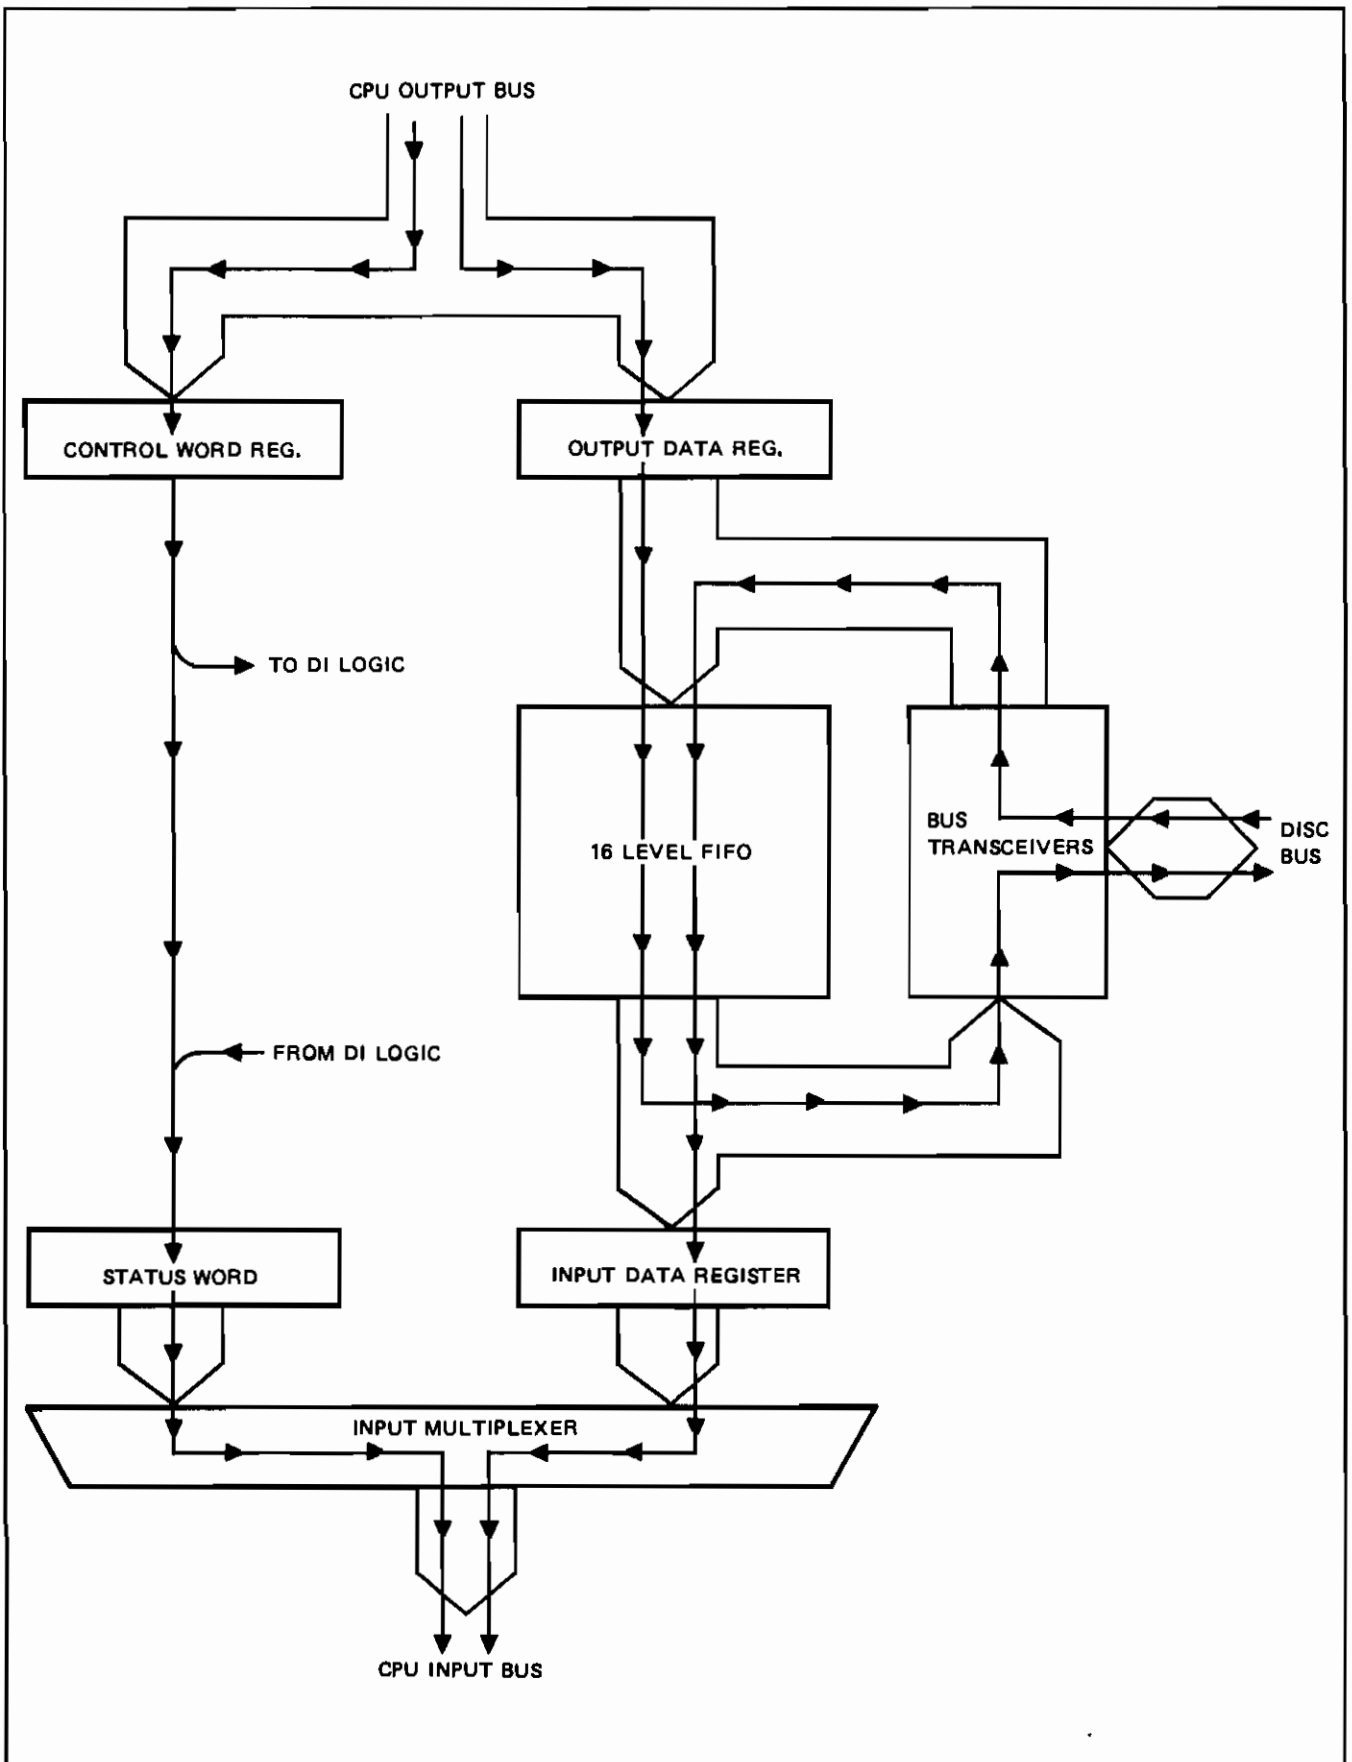 CPU OUTPUT BUS
CONTROL WORD REG.
OUTPUT DATA REG.
TO DI LOGIC
16 LEVEL FIFO
BUS
TRANSCEIVERS
DISC
BUS
FROM DI LOGIC
STATUS WORD
INPUT DATA REGISTER
INPUT MULTIPLEXER
CPU INPUT BUS